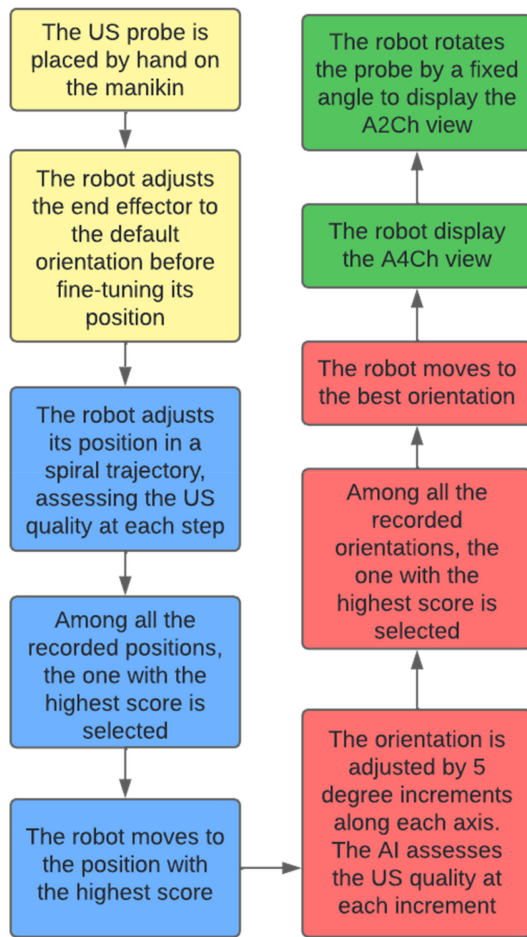 The US probe is
placed by hand on
the manikin
The robot adjusts
the end effector to
the default
orientation before
fine-tuning its
position
The robot adjusts
its position in a
spiral trajectory,
assessing the US
quality at each step
Among all the
recorded positions,
the one with the
highest score is
selected
The robot moves to
the position with
the highest score
The orientation is
adjusted by 5
degree increments
along each axis.
The AI assesses
the US quality at
each increment
Among all the
recorded
orientations, the
one with the
highest score is
selected
The robot moves to
the best orientation
The robot display
the A4Ch view
The robot rotates
the probe by a fixed
angle to display the
A2Ch view